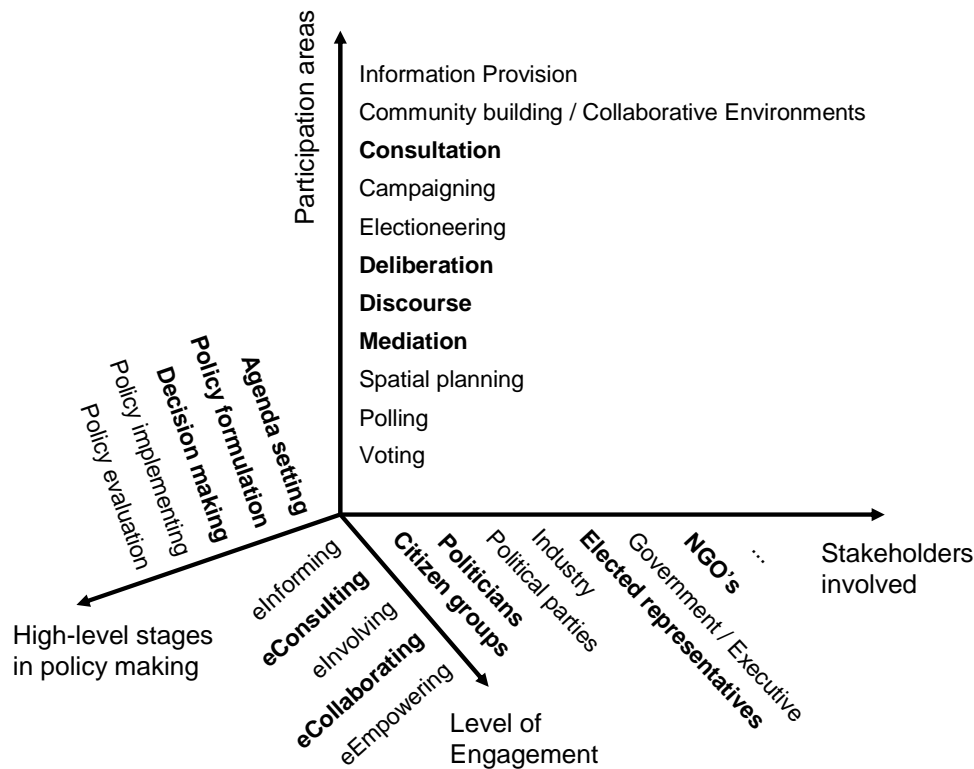 Participation areas
Information Provision
Community building / Collaborative Environments
Consultation
Campaigning
Electioneering
Deliberation
Discourse
Mediation
Spatial planning
Polling
Voting
Policy evaluation
Policy implementing
Decision making
Policy formulation
Agenda setting
High-level stages
in policy making
eInforming
eConsulting
eInvolving
eCollaborating
eEmpowering
Level of
Engagement
Citizen groups
Politicians
Political parties
Industry
Elected representatives
Government / Executive
NGO's
...
Stakeholders
involved